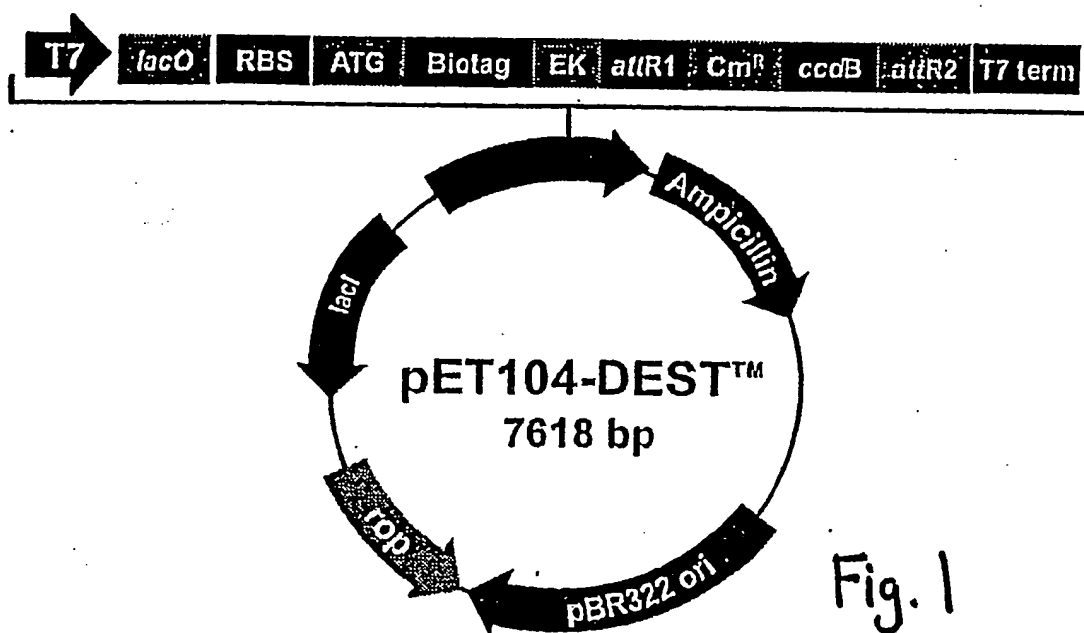 T7 lacO RBS ATG Biotag EK attR1 CmR ccdB attR2 T7 term
Ampicillin
lacI
pET104-DEST™
7618 bp
rop
pBR322 ori
Fig. 1